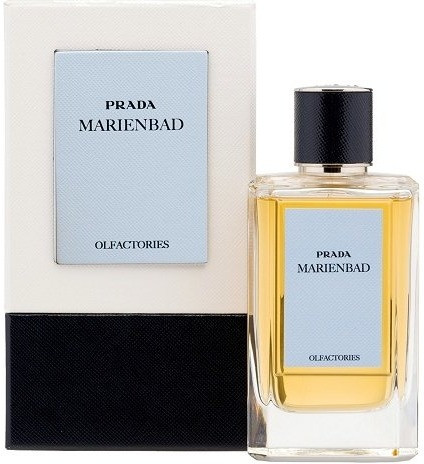 PRADA
MARIENBAD
OLFACTORIES
PRADA
MARIENBAD
OLFACTORIES